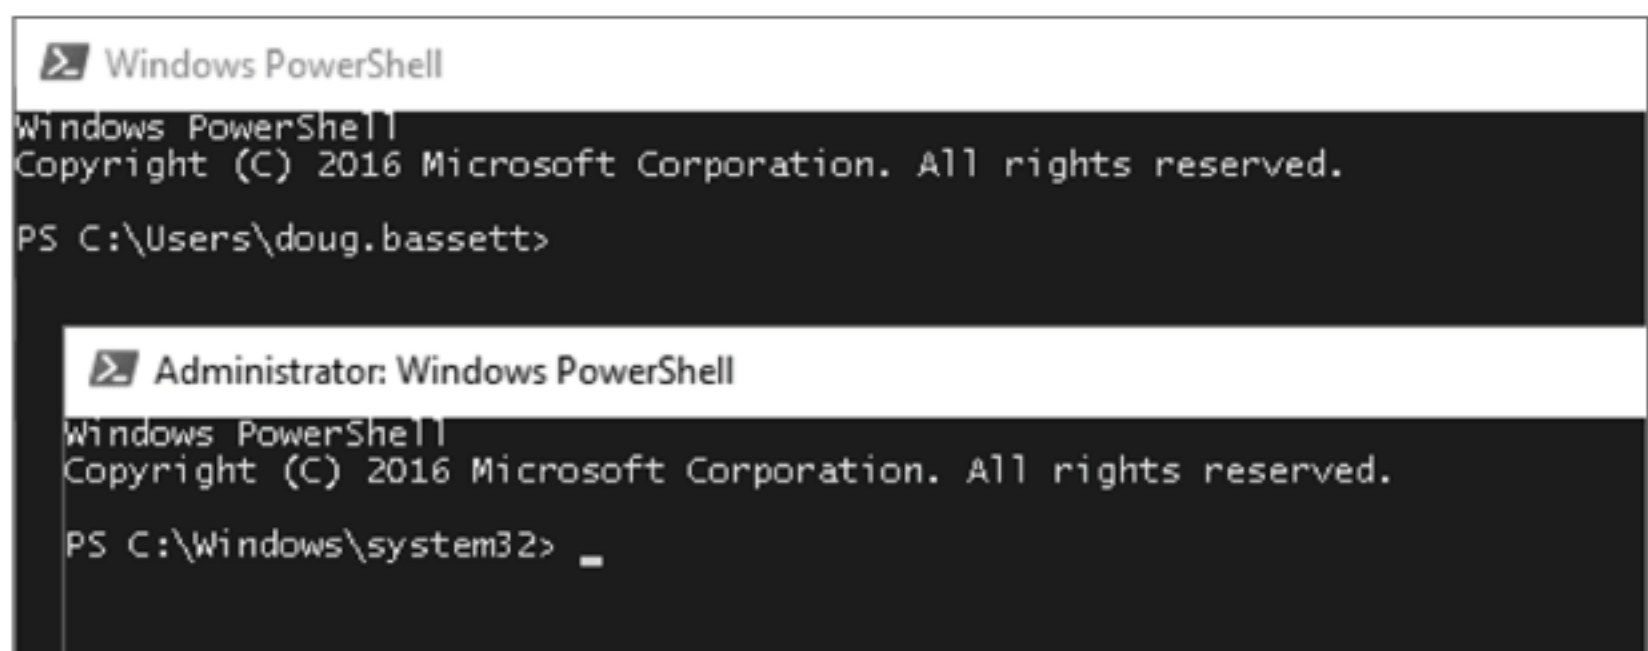 Windows PowerShell
Windows PowerShell
Copyright (C) 2016 Microsoft Corporation. All rights reserved.
PS C:\Users\doug.bassett>
Administrator: Windows PowerShell
Windows PowerShell
Copyright (C) 2016 Microsoft Corporation. All rights reserved.
PS C:\Windows\system32> _